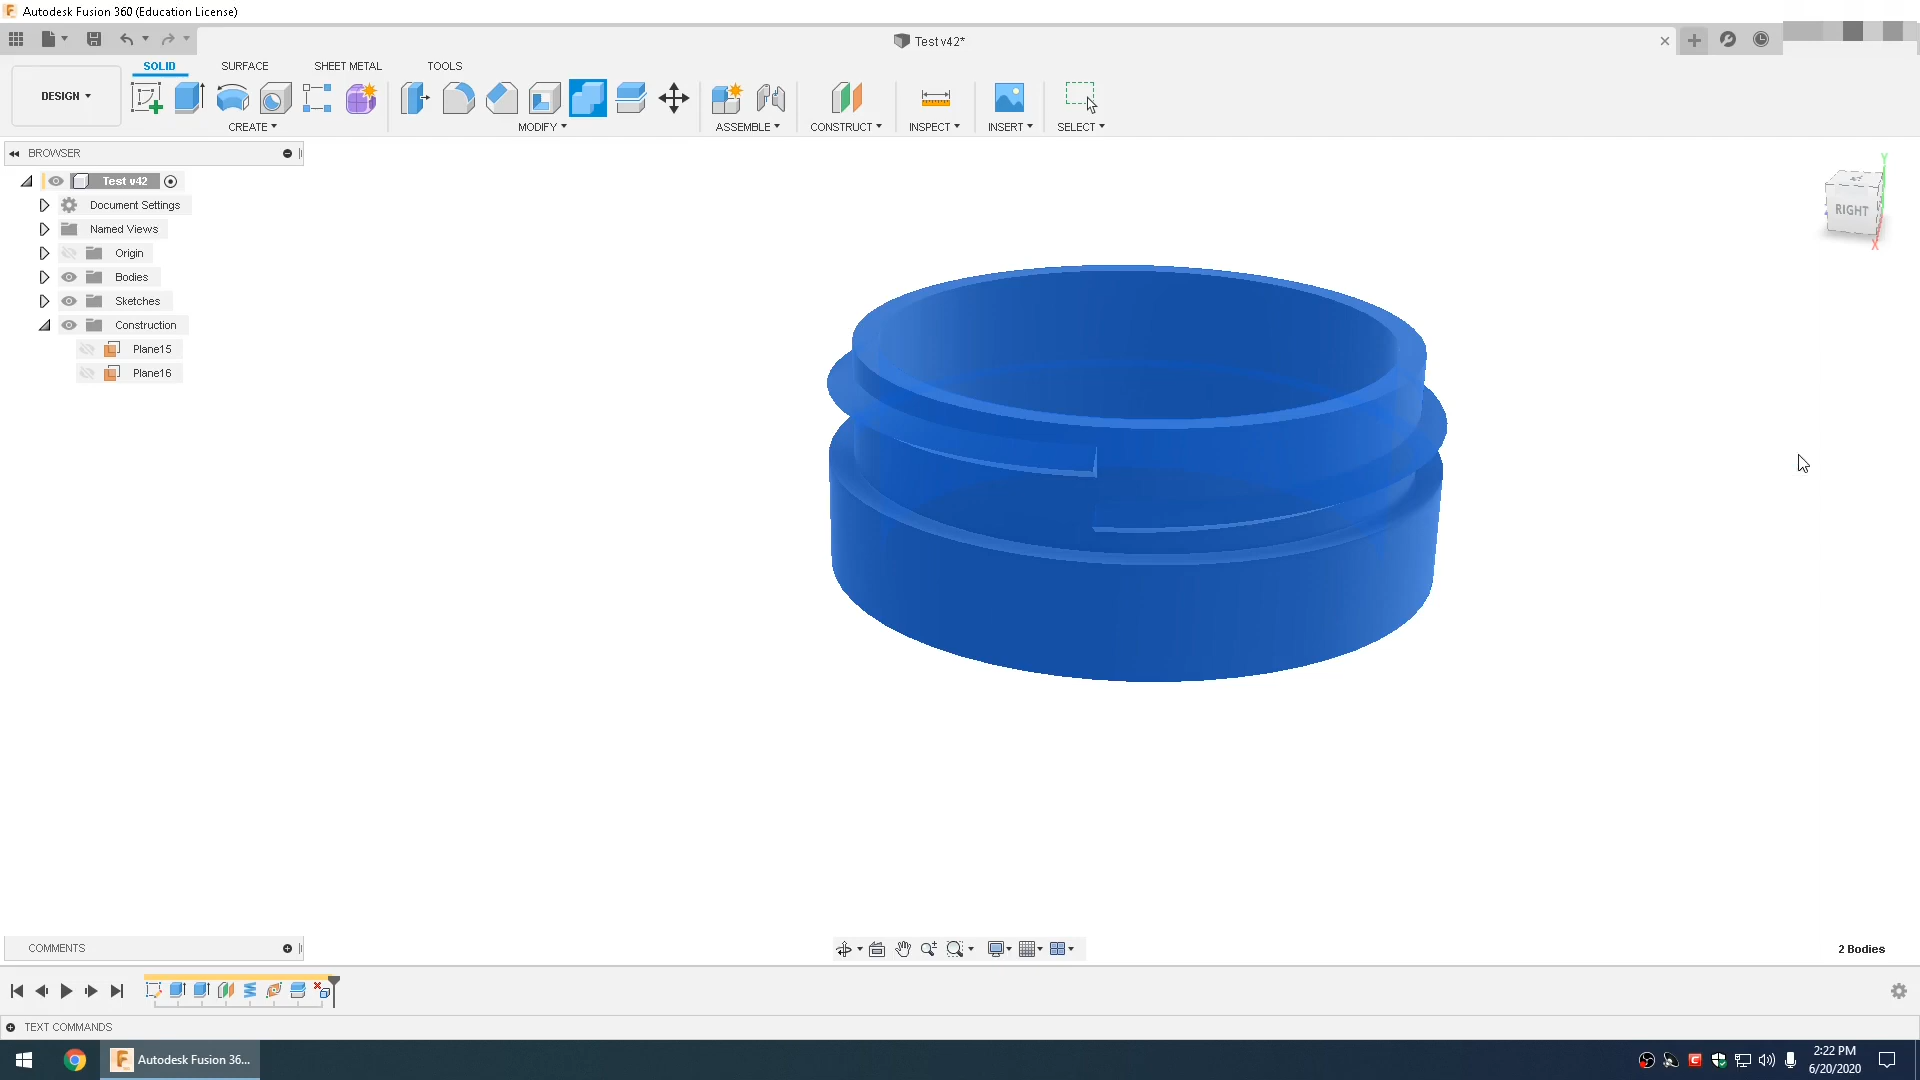 Autodesk Fusion 360 (Education License)
Test v42*
SOLID SURFACE SHEET METAL TOOLS
DESIGN
CREATE MODIFY ASSEMBLE CONSTRUCT INSPECT INSERT SELECT
BROWSER
Test v42
Document Settings
Named Views
Origin
Bodies
Sketches
Construction
Plane15
Plane16
Y
RIGHT
X
COMMENTS
2 Bodies
TEXT COMMANDS
Autodesk Fusion 36...
2:22 PM
6/20/2020